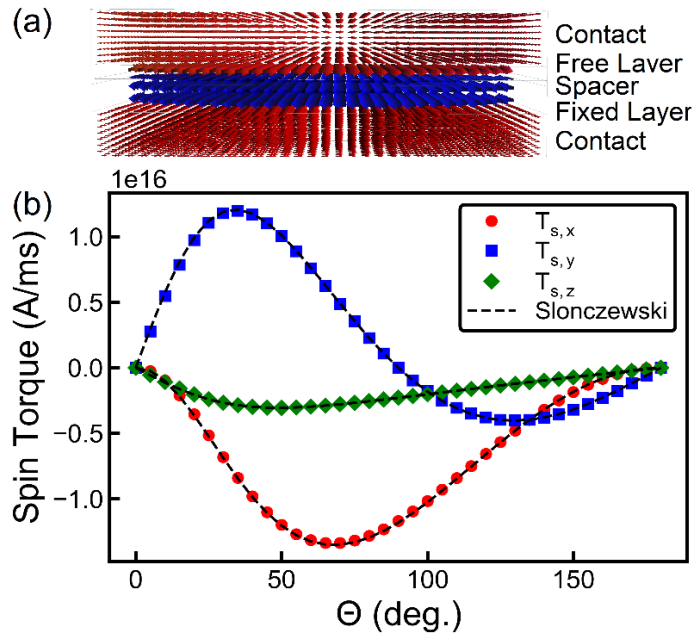 (a)
Contact
Free Laver
Spacer
Fixed Layer
Contact
(b)
1e16
T_s,x
T_s,y
T_s,z
Slonczewski
1.0
0.5
0.0
−0.5
−1.0
Spin Torque (A/ms)
0
50
100
150
Θ (deg.)